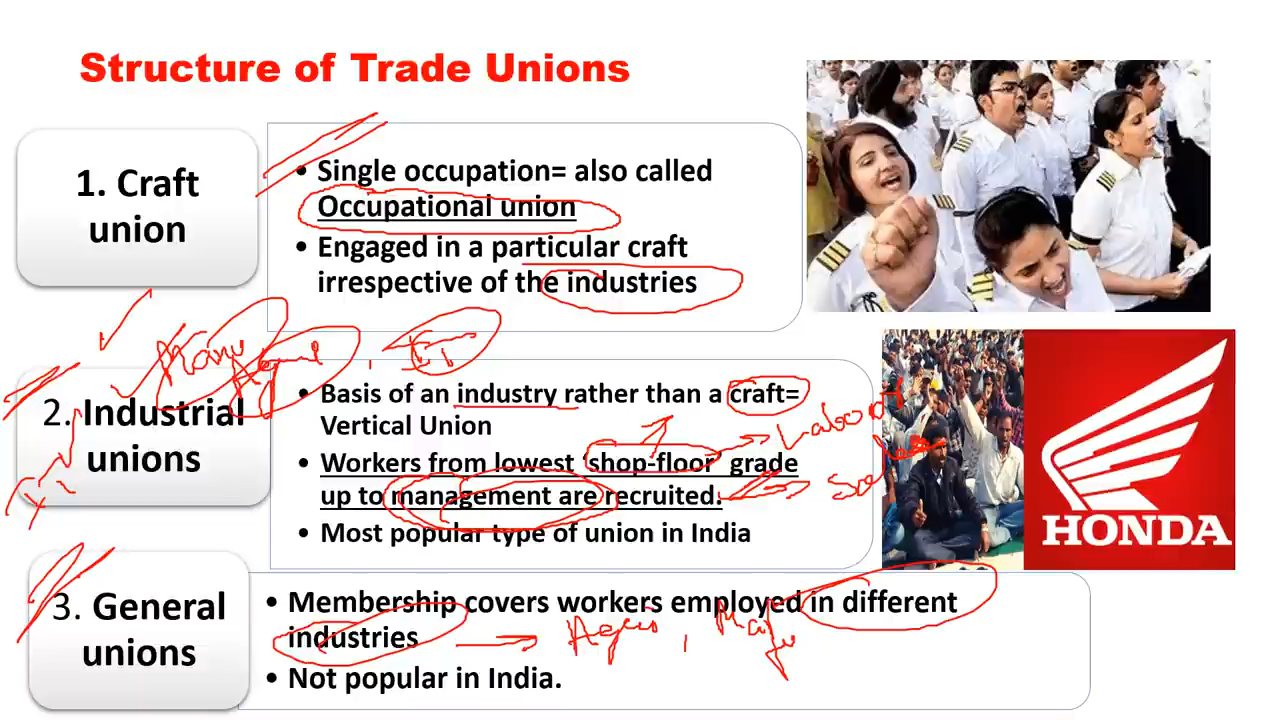 Structure of Trade Unions
1. Craft
union
• Single occupation= also called
Occupational union
• Engaged in a particular craft
irrespective of the industries
2. Industrial
unions
• Basis of an industry rather than a craft=
Vertical Union
• Workers from lowest ‘shop-floor’ grade
up to management are recruited.
• Most popular type of union in India
Labour
HONDA
3. General
unions
• Membership covers workers employed in different
industries
• Not popular in India.